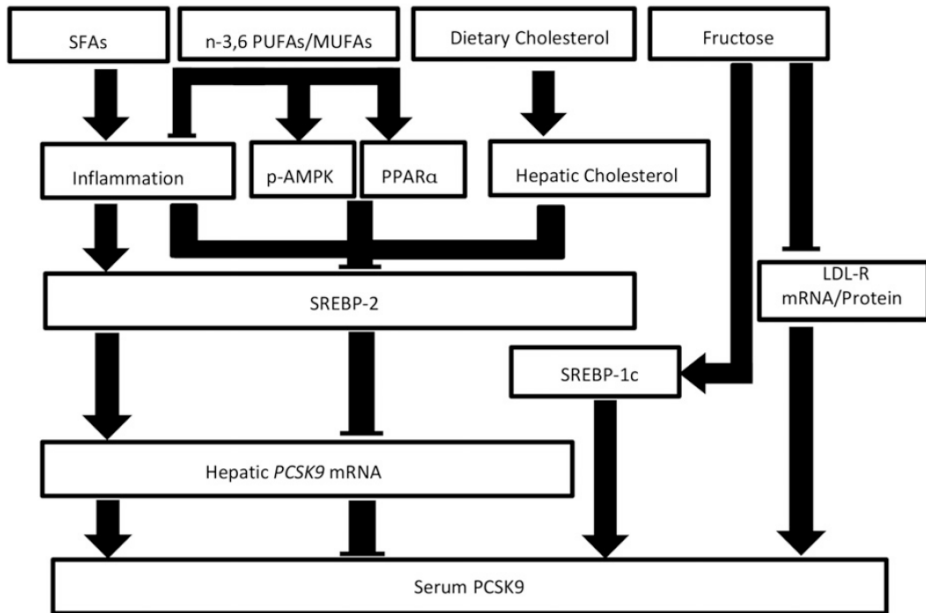 SFAs
n-3,6 PUFAs/MUFAs
Dietary Cholesterol
Fructose
Inflammation
p-AMPK
PPARα
Hepatic Cholesterol
SREBP-2
LDL-R
mRNA/Protein
SREBP-1c
Hepatic PCSK9 mRNA
Serum PCSK9